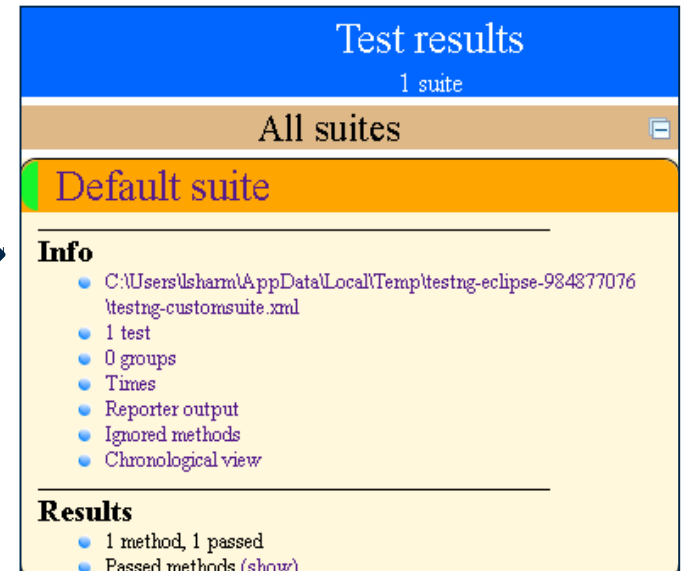 Test results
1 suite
All suites
Default suite
Info
C:\Users\lsharm\AppData\Local\Temp\testng-eclipse-984877076
\testng-customsuite.xml
1 test
0 groups
Times
Reporter output
Ignored methods
Chronological view
Results
1 method, 1 passed
Passed methods (show)